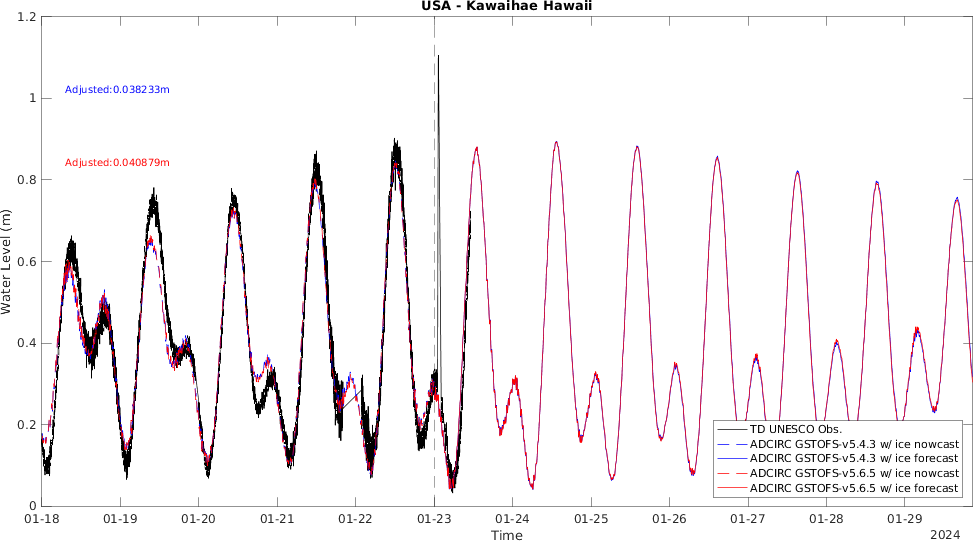 USA - Kawaihae Hawaii
1.2
1
0.8
0.6
0.4
0.2
0
Water Level (m)
Adjusted:0.038233m
Adjusted:0.040879m
TD UNESCO Obs.
ADCIRC GSTOFS-v5.4.3 w/ ice nowcast
ADCIRC GSTOFS-v5.4.3 w/ ice forecast
ADCIRC GSTOFS-v5.6.5 w/ ice nowcast
ADCIRC GSTOFS-v5.6.5 w/ ice forecast
01-18 01-19 01-20 01-21 01-22 01-23 01-24 01-25 01-26 01-27 01-28 01-29
Time
2024